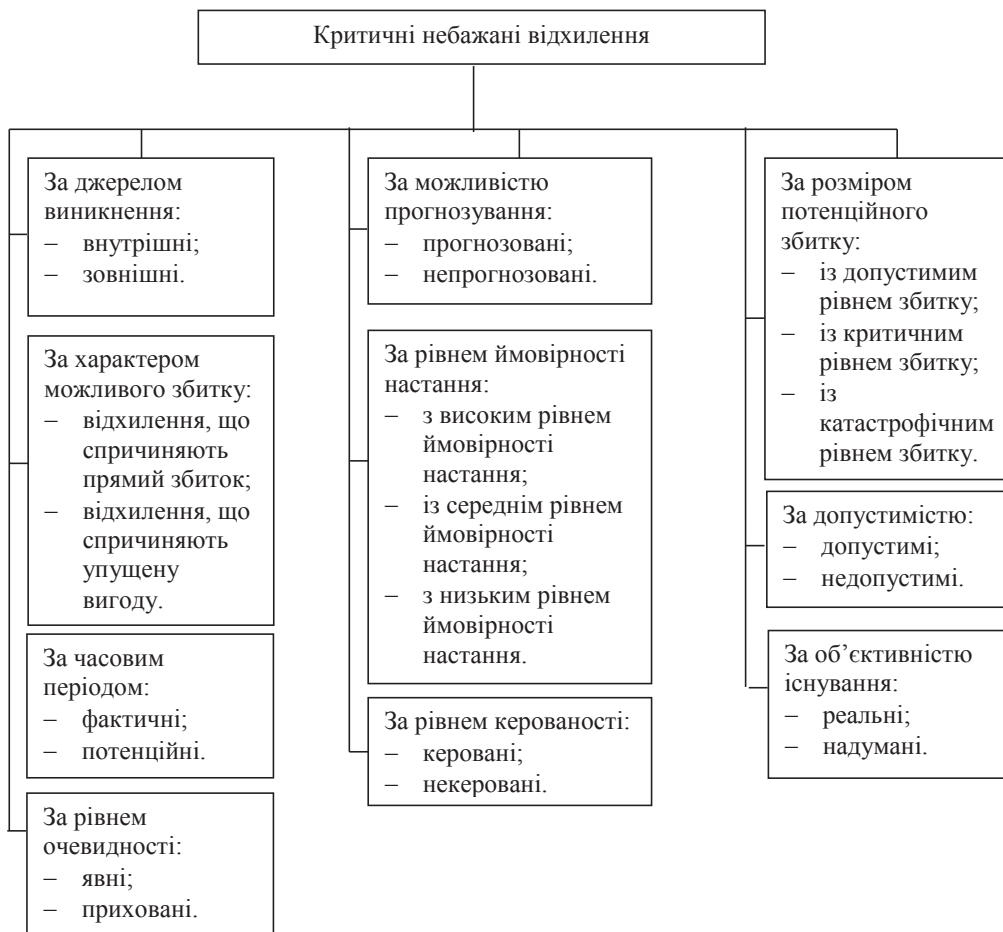 Критичні небажані відхилення
За джерелом
виникнення:
– внутрішні;
– зовнішні.
За характером
можливого збитку:
– відхилення, що
спричиняють
прямий збиток;
– відхилення, що
спричиняють
упущену
вигоду.
За часовим
періодом:
– фактичні;
– потенційні.
За рівнем
очевидності:
– явні;
– приховані.
За можливістю
прогнозування:
– прогнозовані;
– непрогнозовані.
За рівнем ймовірності
настання:
– з високим рівнем
ймовірності
настання;
– із середнім рівнем
ймовірності
настання;
– з низьким рівнем
ймовірності
настання.
За рівнем керованості:
– керовані;
– некеровані.
За розміром
потенційного
збитку:
– із допустимим
рівнем збитку;
– із критичним
рівнем збитку;
– із
катастрофічним
рівнем збитку.
За допустимістю:
– допустимі;
– недопустимі.
За об’єктивністю
існування:
– реальні;
– надумані.